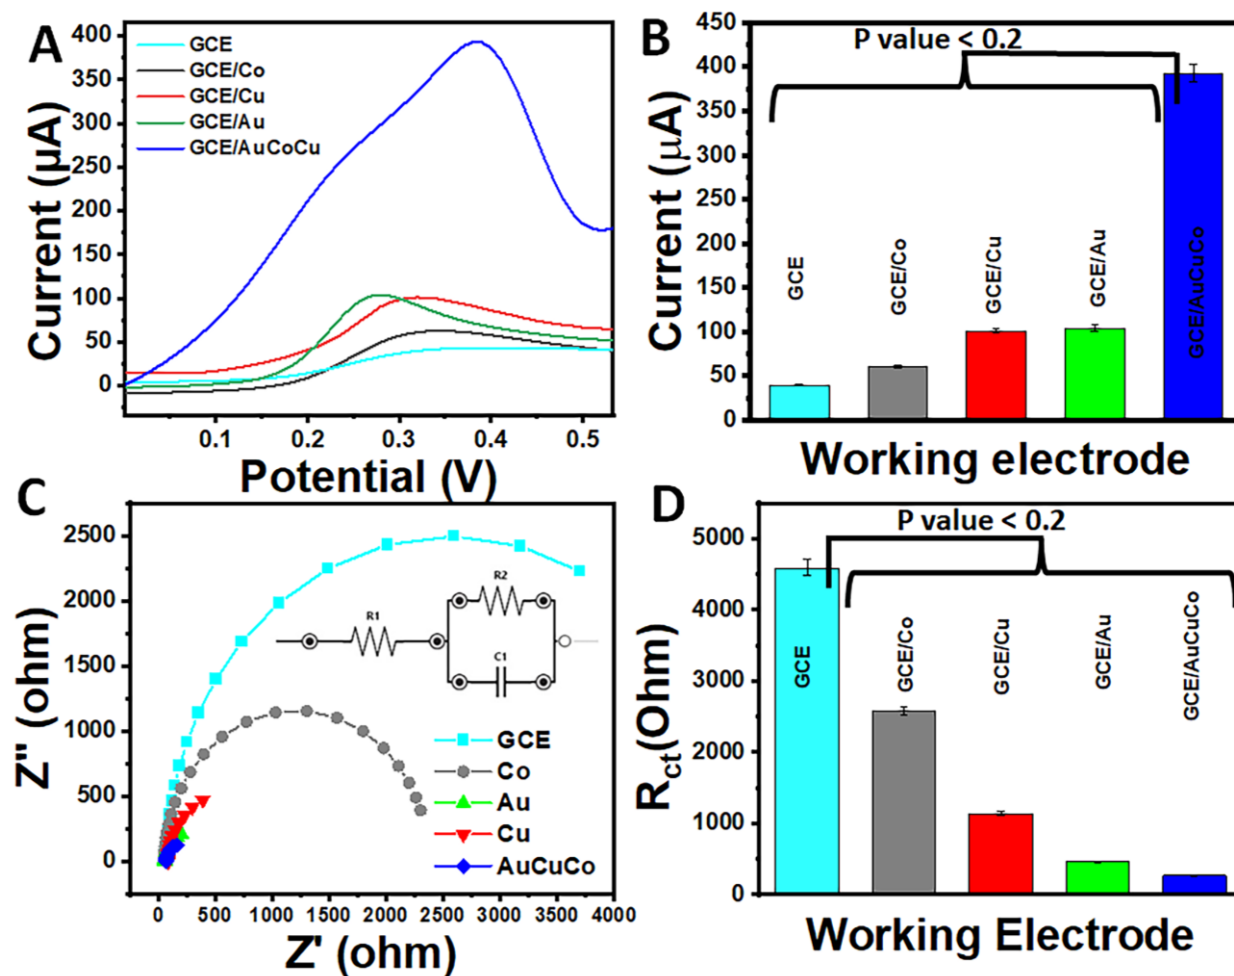 A
GCE
GCE/Co
GCE/Cu
GCE/Au
GCE/AuCoCu
400
350
300
250
200
150
100
50
0
Current (µA)
0.1 0.2 0.3 0.4 0.5
Potential (V)
B
P value < 0.2
450
400
350
300
250
200
150
100
50
0
Current (µA)
GCE
GCE/Co
GCE/Cu
GCE/Au
GCE/AuCuCo
Working electrode
C
2500
2000
1500
1000
500
0
Z" (ohm)
R1
R2
C1
GCE
Co
Au
Cu
AuCuCo
0 500 1000 1500 2000 2500 3000 3500 4000
Z' (ohm)
D
P value < 0.2
5000
4000
3000
2000
1000
0
Rct(Ohm)
GCE
GCE/Co
GCE/Cu
GCE/Au
GCE/AuCuCo
Working Electrode